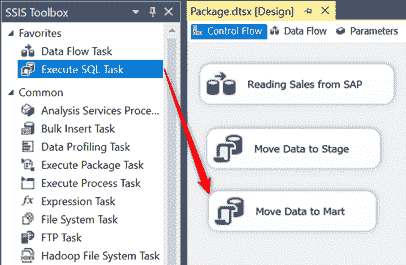 SSIS Toolbox
Favorites
Data Flow Task
Execute SQL Task
Common
Analysis Services Proce...
Bulk Insert Task
Data Profiling Task
Execute Package Task
Execute Process Task
Expression Task
File System Task
FTP Task
Hadoop File System Task
Package.dtsx [Design]
Control Flow
Data Flow
Parameters
Reading Sales from SAP
Move Data to Stage
Move Data to Mart